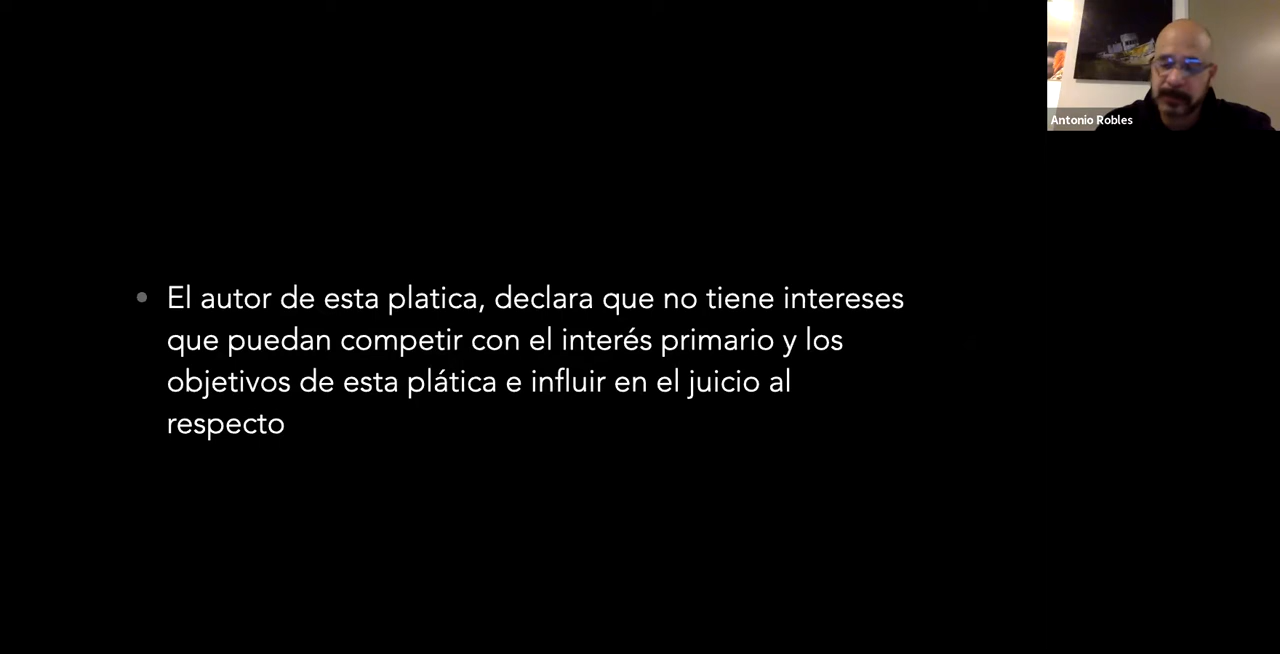 Antonio Robles
El autor de esta platica, declara que no tiene intereses
que puedan competir con el interés primario y los
objetivos de esta plática e influir en el juicio al
respecto